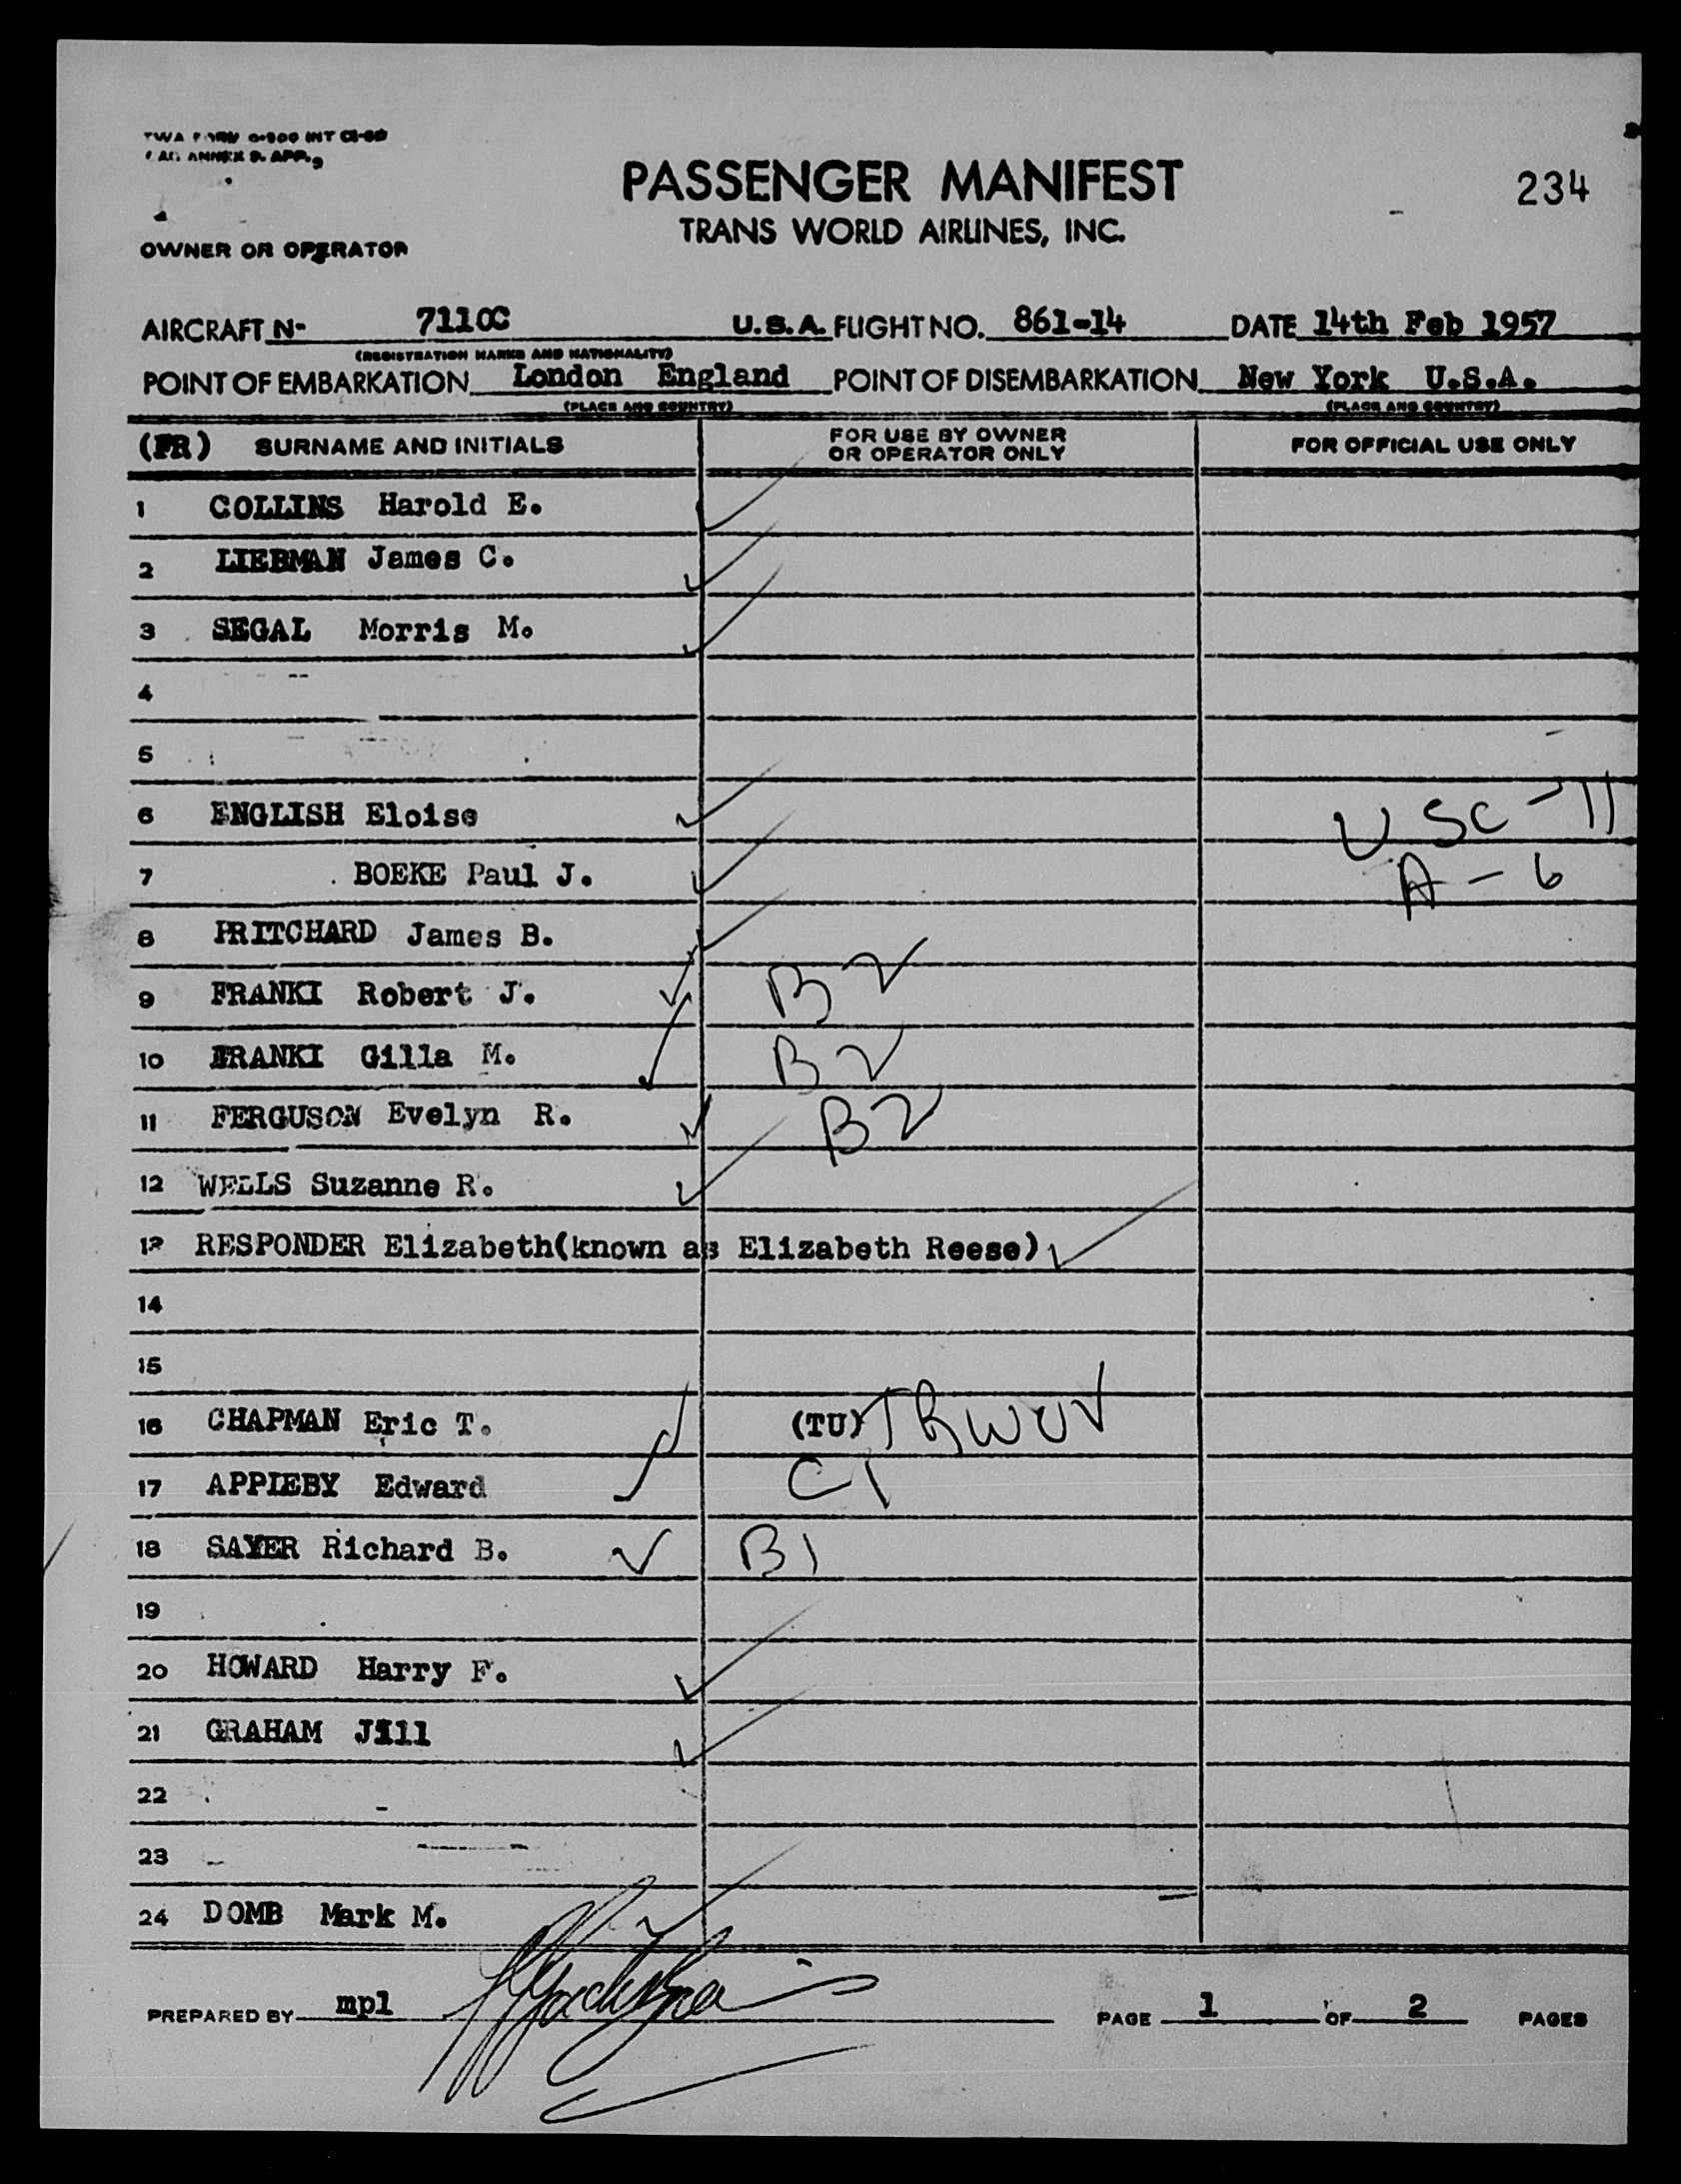 TWA FORM
ANNEX 9. APP. 9
PASSENGER MANIFEST
234
TRANS WORLD AIRLINES, INC.
OWNER OR OPERATOR
AIRCRAFT N- 7110C U.S.A. FLIGHT NO. 861-14 DATE 14th Feb 1957
(REGISTRATION MARKS AND NATIONALITY)
POINT OF EMBARKATION London England POINT OF DISEMBARKATION New York U.S.A.
(PLACE AND COUNTRY) (PLACE AND COUNTRY)
(FR) SURNAME AND INITIALS FOR USE BY OWNER OR OPERATOR ONLY FOR OFFICIAL USE ONLY
1 COLLINS Harold E.
2 LIEBMAN James C.
3 SEGAL Morris M.
4
5
6 ENGLISH Eloise USC-11
7 BOEKE Paul J. A-6
8 PRITCHARD James B.
9 FRANKI Robert J. B2
10 FRANKI Gilla M. B2
11 FERGUSON Evelyn R. B2
12 WELLS Suzanne R.
13 RESPONDER Elizabeth(known as Elizabeth Reese)
14
15
16 CHAPMAN Eric T. (TU) TRWOV
17 APPLEBY Edward C1
18 SAYER Richard B. B1
19
20 HOWARD Harry F.
21 GRAHAM Jill
22
23
24 DOMB Mark M.
PREPARED BY mpl PAGE 1 OF 2 PAGES